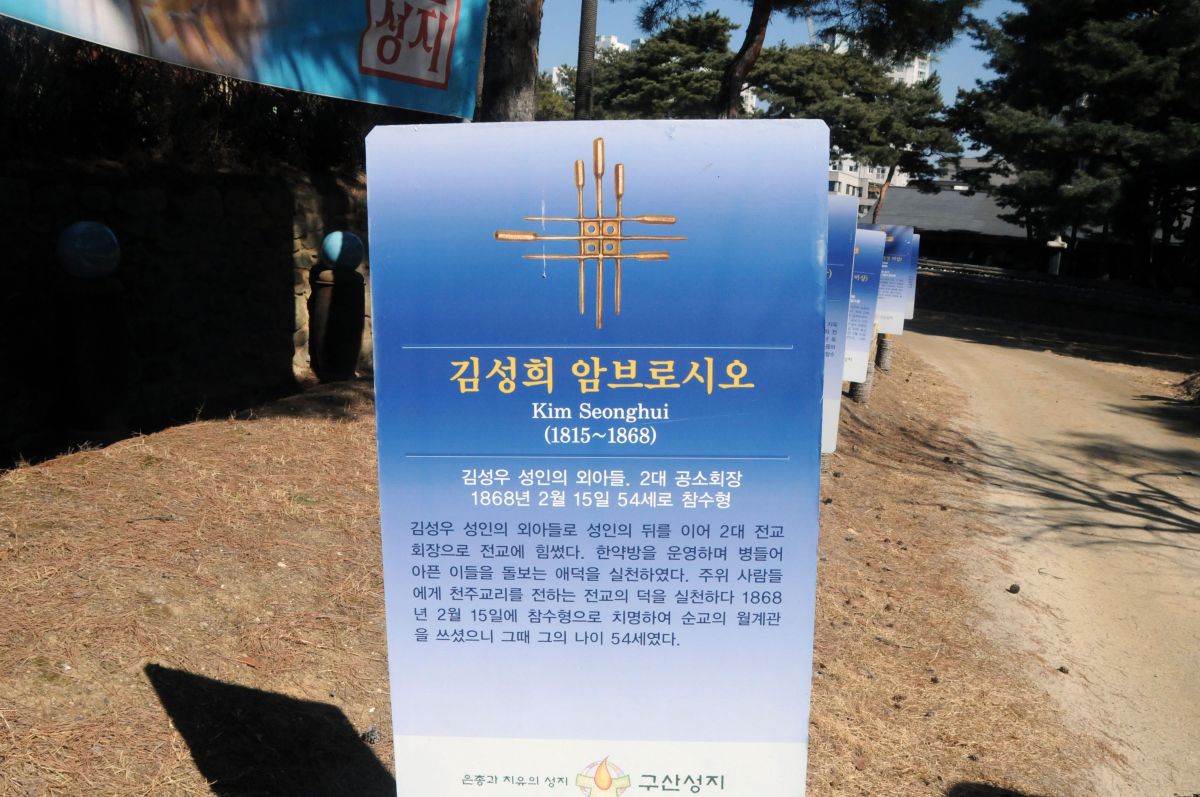 성지
김성희 암브로시오
Kim Seonghui
(1815~1868)
김성우 성인의 외아들. 2대 공소회장
1868년 2월 15일 54세로 참수형
김성우 성인의 외아들로 성인의 뒤를 이어 2대 전교
회장으로 전교에 힘썼다. 한약방을 운영하며 병들어
아픈 이들을 돌보는 애덕을 실천하였다. 주위 사람들
에게 천주교리를 전하는 전교의 덕을 실천하다 1868
년 2월 15일에 참수형으로 치명하여 순교의 월계관
을 쓰셨으니 그때 그의 나이 54세였다.
은총과 치유의 성지 구산성지